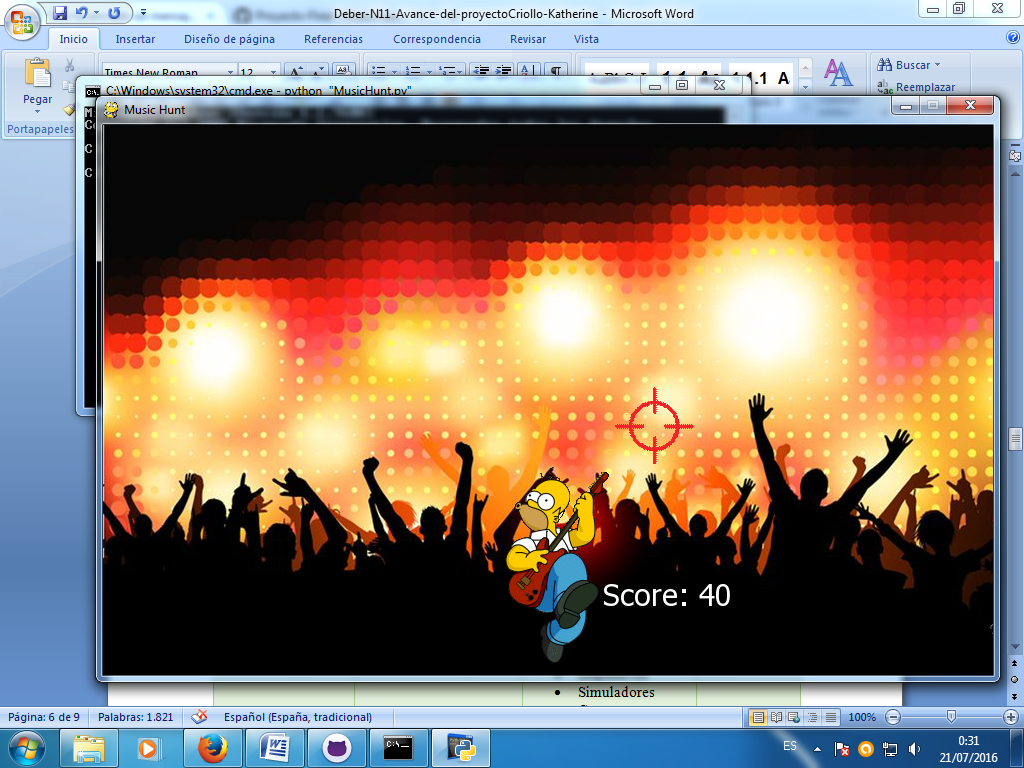 Deber-N11-Avance-del-proyectoCriollo-Katherine - Microsoft Word
Inicio Insertar Diseño de página Referencias Correspondencia Revisar Vista
Times New Roman 12
Pegar
Portapapeles
Buscar
Reemplazar
C:\Windows\system32\cmd.exe - python "MusicHunt.py"
Music Hunt
Score: 40
Simuladores
Página: 6 de 9 Palabras: 1.821 Español (España, tradicional) 100%
ES
0:31
21/07/2016